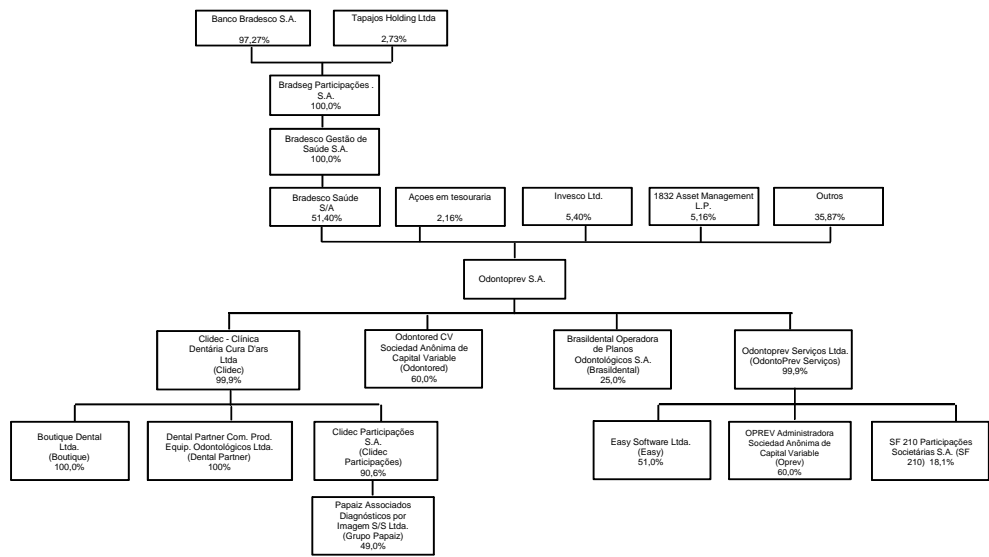 Banco Bradesco S.A.
97,27%
Tapajos Holding Ltda
2,73%
Bradseg Participações .
S.A.
100,0%
Bradesco Gestão de
Saúde S.A.
100,0%
Bradesco Saúde
S/A
51,40%
Açoes em tesouraria
2,16%
Invesco Ltd.
5,40%
1832 Asset Management
L.P.
5,16%
Outros
35,87%
Odontoprev S.A.
Clidec - Clínica
Dentária Cura D'ars
Ltda
(Clidec)
99,9%
Odontored CV
Sociedad Anônima de
Capital Variable
(Odontored)
60,0%
Brasildental Operadora
de Planos
Odontológicos S.A.
(Brasildental)
25,0%
Odontoprev Serviços Ltda.
(OdontoPrev Serviços)
99,9%
Boutique Dental
Ltda.
(Boutique)
100,0%
Dental Partner Com. Prod.
Equip. Odontológicos Ltda.
(Dental Partner)
100%
Clidec Participações
S.A.
(Clidec
Participações)
90,6%
Easy Software Ltda.
(Easy)
51,0%
OPREV Administradora
Sociedad Anônima de
Capital Variable
(Oprev)
60,0%
SF 210 Participações
Societárias S.A. (SF
210) 18,1%
Papaiz Associados
Diagnósticos por
Imagem S/S Ltda.
(Grupo Papaiz)
49,0%